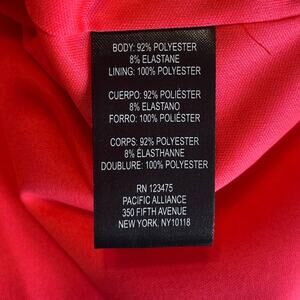 BODY: 92% POLYESTER
8% ELASTANE
LINING: 100% POLYESTER
CUERPO: 92% POLIÉSTER
8% ELASTANO
FORRO: 100% POLIÉSTER
CORPS: 92% POLYESTER
8% ÉLASTHANNE
DOUBLURE: 100% POLYESTER
RN 123475
PACIFIC ALLIANCE
350 FIFTH AVENUE
NEW YORK, NY10118